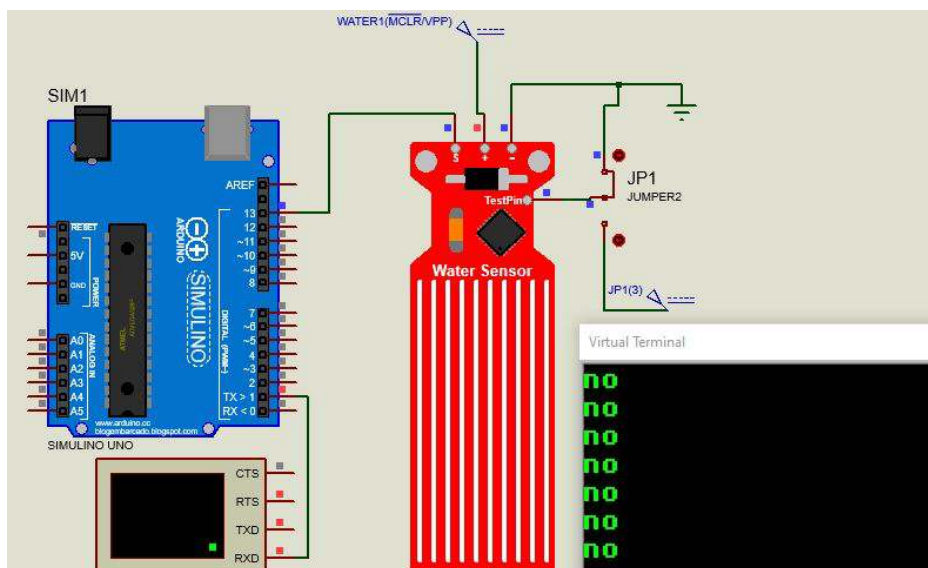 WATER1(MCLR/VPP)
SIM1
AREF
13
12
~11
~10
~9
8
7
~6
~5
4
~3
2
TX > 1
RX < 0
RESET
5V
GND
POWER
A0
A1
A2
A3
A4
A5
ANALOG IN
DIGITAL (PWM~)
ARDUINO
SIMULINO
ATMEL
www.arduino.cc
blogembarcado.blogspot.com
SIMULINO UNO
CTS
RTS
TXD
RXD
S + -
TestPin
Water Sensor
JP1
JUMPER2
JP1(3)
Virtual Terminal
no
no
no
no
no
no
no